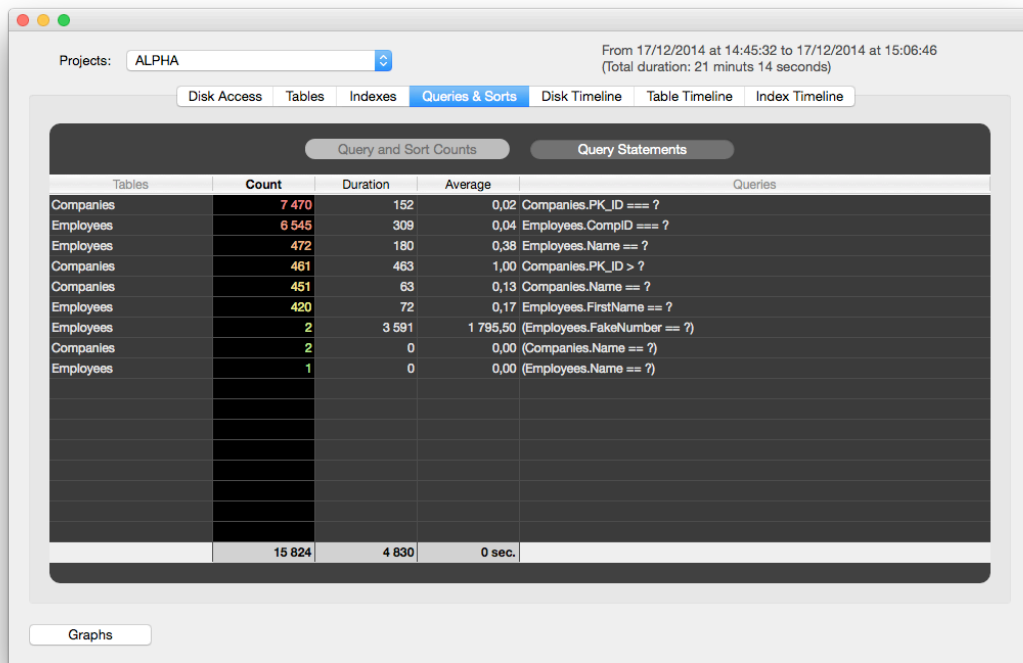 Projects: ALPHA
From 17/12/2014 at 14:45:32 to 17/12/2014 at 15:06:46
(Total duration: 21 minuts 14 seconds)
Disk Access Tables Indexes Queries & Sorts Disk Timeline Table Timeline Index Timeline
Query and Sort Counts Query Statements
Tables Count Duration Average Queries
Companies 7 470 152 0,02 Companies.PK_ID === ?
Employees 6 545 309 0,04 Employees.CompID === ?
Employees 472 180 0,38 Employees.Name == ?
Companies 461 463 1,00 Companies.PK_ID > ?
Companies 451 63 0,13 Companies.Name == ?
Employees 420 72 0,17 Employees.FirstName == ?
Employees 2 3 591 1 795,50 (Employees.FakeNumber == ?)
Companies 2 0 0,00 (Companies.Name == ?)
Employees 1 0 0,00 (Employees.Name == ?)
15 824 4 830 0 sec.
Graphs